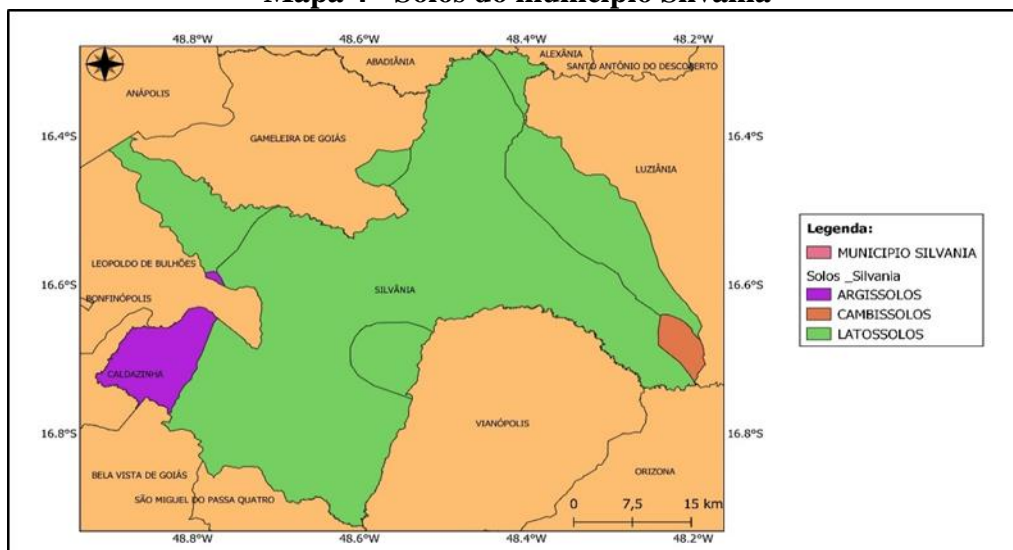 Mapa 4 - Solos do município Silvânia
48.8°W 48.6°W 48.4°W 48.2°W
ALEXÂNIA
ABADIÂNIA
SANTO ANTÔNIO DO DESCOBERTO
ANÁPOLIS
16.4°S 16.4°S
GAMELEIRA DE GOIÁS
LUZIÂNIA
LEOPOLDO DE BULHÕES
16.6°S SILVÂNIA 16.6°S
BONFINÓPOLIS
CALDAZINHA
VIANÓPOLIS
16.8°S 16.8°S
BELA VISTA DE GOIÁS
ORIZONA
SÃO MIGUEL DO PASSA QUATRO
0 7,5 15 km
48.8°W 48.6°W 48.4°W 48.2°W
Legenda:
MUNICIPIO SILVANIA
Solos _Silvania
ARGISSOLOS
CAMBISSOLOS
LATOSSOLOS